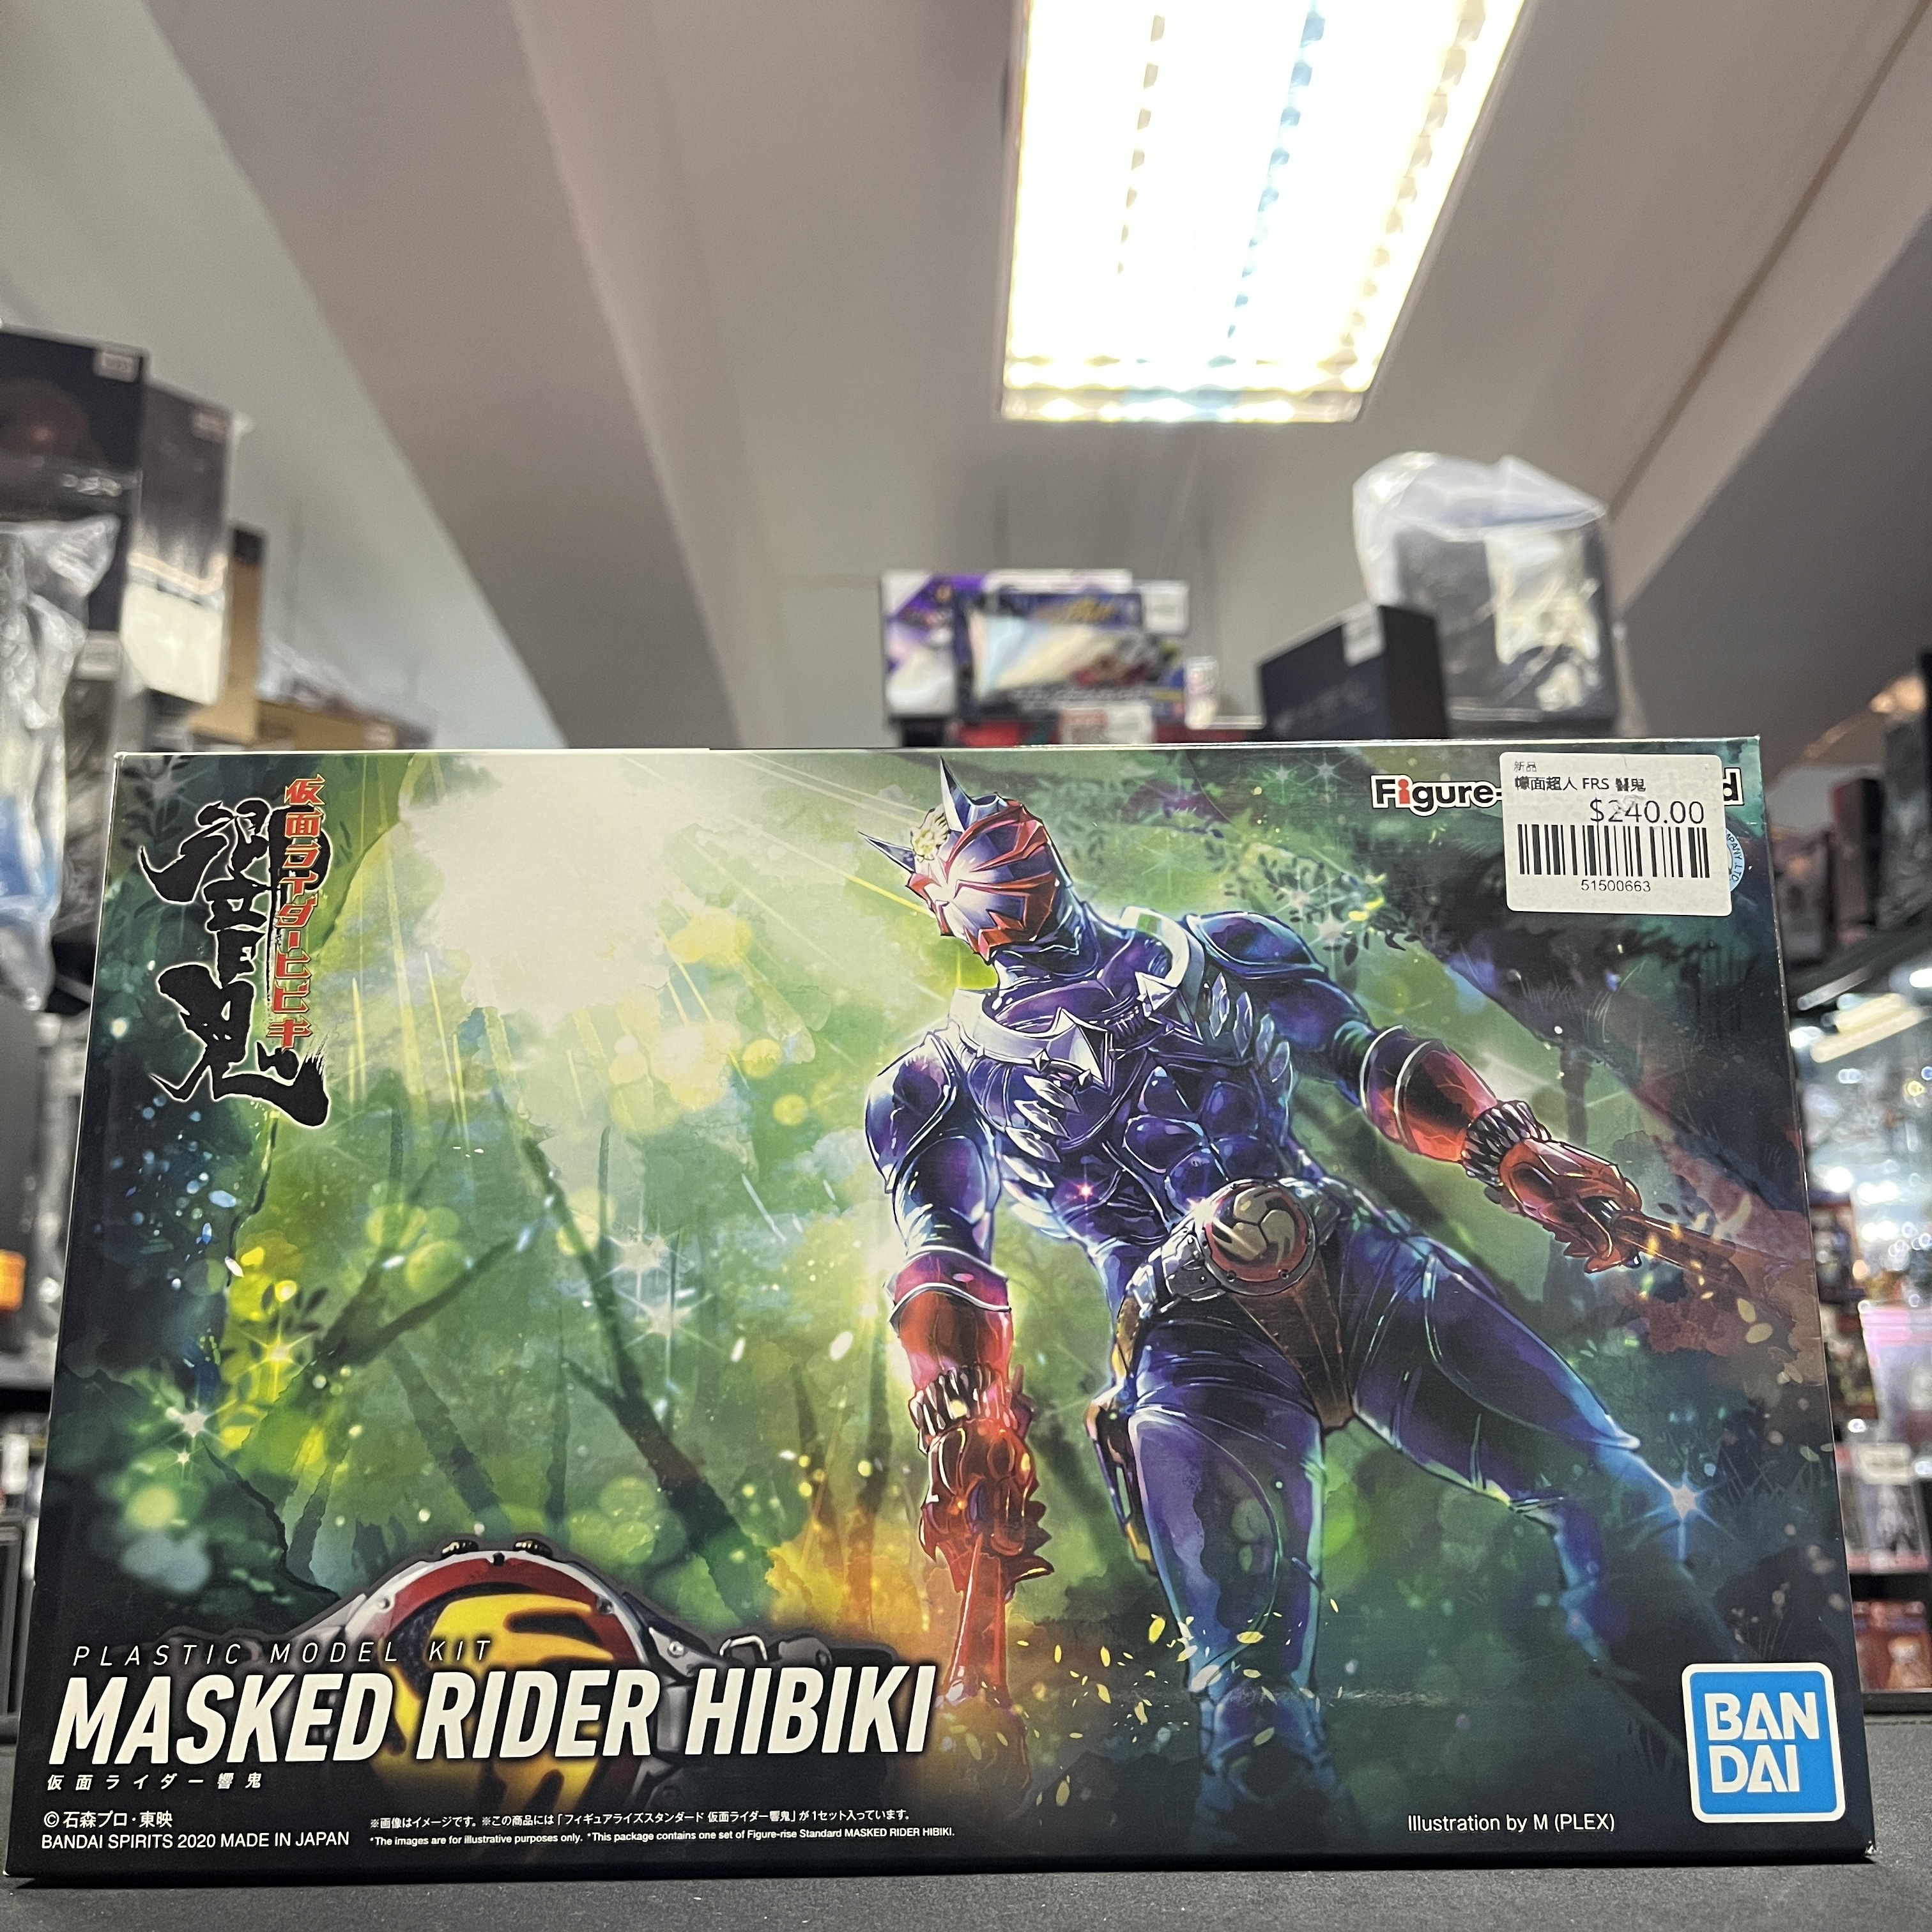 仮面ライダーヒビキ
響鬼
Figure-
新品
幪面超人 FRS 響鬼
$240.00
51500663
PLASTIC MODEL KIT
MASKED RIDER HIBIKI
仮面ライダー響鬼
©石森プロ・東映
BANDAI SPIRITS 2020 MADE IN JAPAN
※画像はイメージです。※この商品には「フィギュアライズスタンダード 仮面ライダー響鬼」が1セット入っています。
*The images are for illustrative purposes only. *This package contains one set of Figure-rise Standard MASKED RIDER HIBIKI.
Illustration by M (PLEX)
BAN
DAI